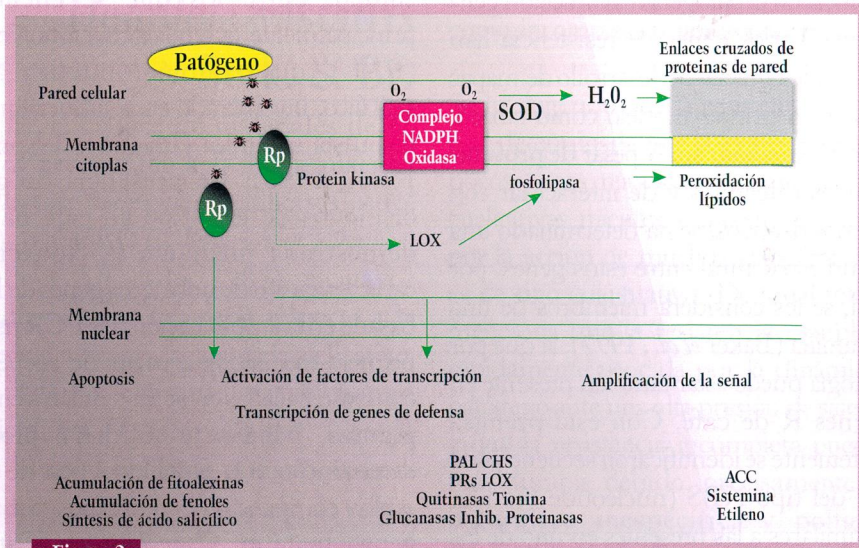 Patógeno
Enlaces cruzados de
proteinas de pared
Pared celular
O2 O2
SOD
H2O2
Complejo
NADPH
Oxidasa
Membrana
citoplas
Rp
Rp
Protein kinasa
fosfolipasa
Peroxidación
lípidos
LOX
Membrana
nuclear
Apoptosis
Activación de factores de transcripción
Amplificación de la señal
Transcripción de genes de defensa
Acumulación de fitoalexinas
Acumulación de fenoles
Síntesis de ácido salicílico
PAL CHS
PRs LOX
Quitinasas Tionina
Glucanasas Inhib. Proteinasas
ACC
Sistemina
Etileno